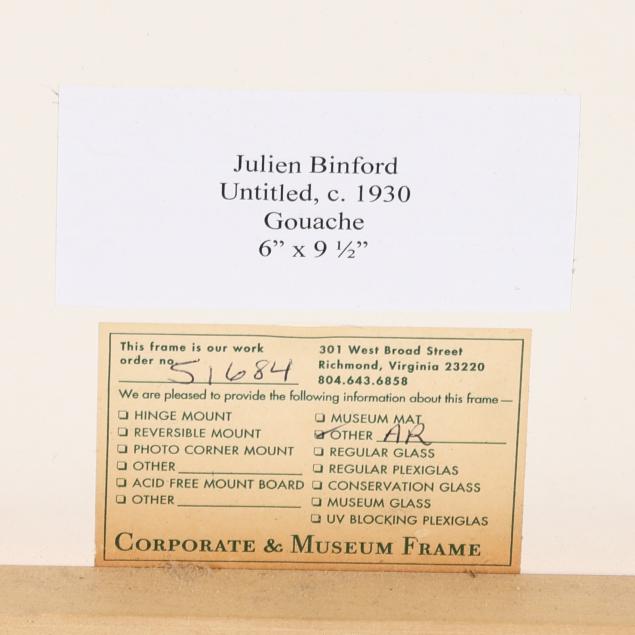 Julien Binford
Untitled, c. 1930
Gouache
6” x 9 ½”
This frame is our work
order no. 51684
301 West Broad Street
Richmond, Virginia 23220
804.643.6858
We are pleased to provide the following information about this frame—
❏ HINGE MOUNT
❏ REVERSIBLE MOUNT
❏ PHOTO CORNER MOUNT
❏ OTHER
❏ ACID FREE MOUNT BOARD
❏ OTHER
❏ MUSEUM MAT
❏ OTHER AR
❏ REGULAR GLASS
❏ REGULAR PLEXIGLAS
❏ CONSERVATION GLASS
❏ MUSEUM GLASS
❏ UV BLOCKING PLEXIGLAS
CORPORATE & MUSEUM FRAME